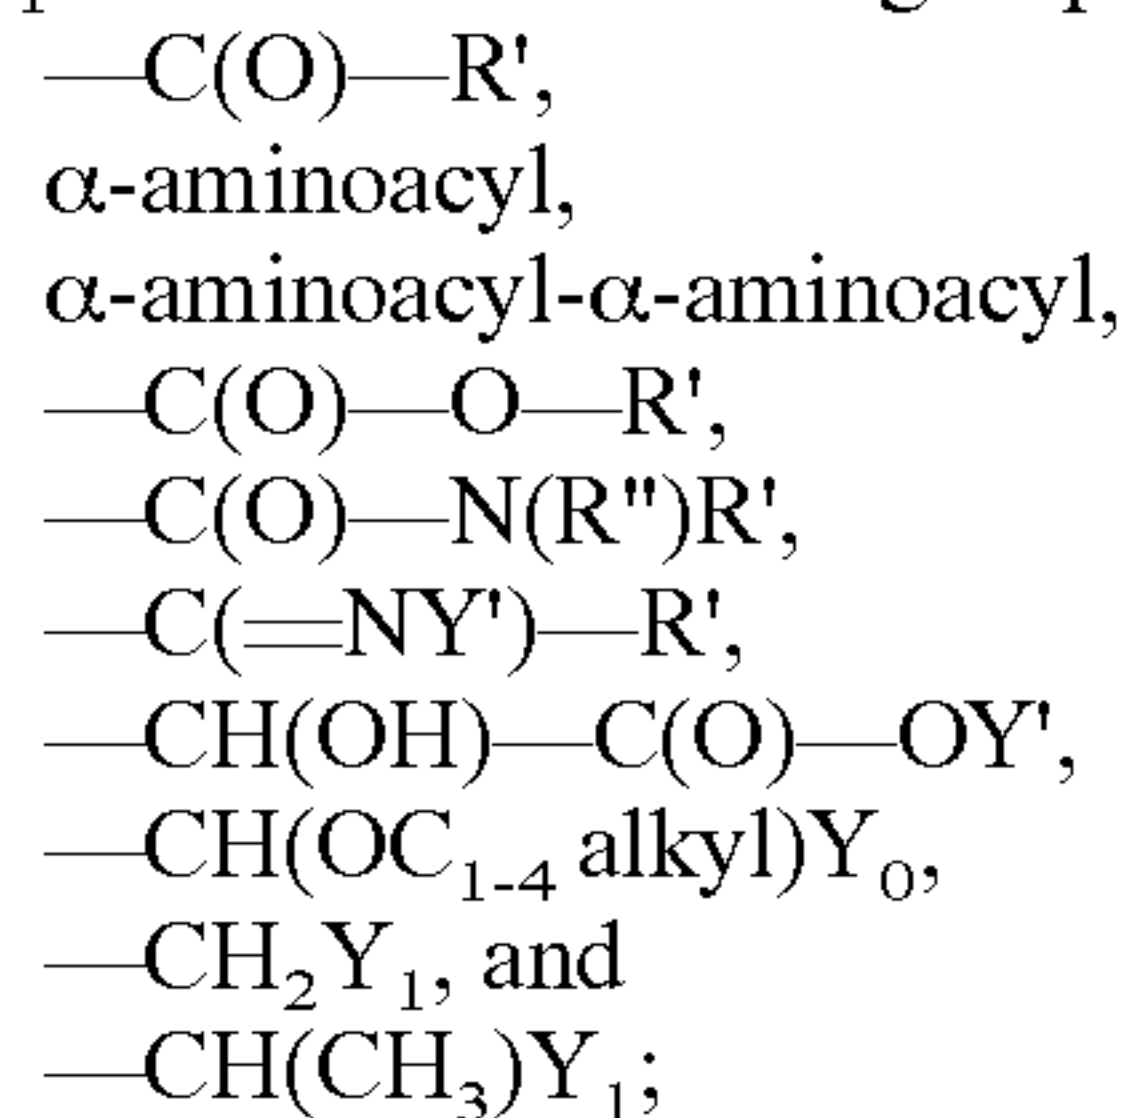 —C(O)—R',
α-aminoacyl,
α-aminoacyl-α-aminoacyl,
—C(O)—O—R',
—C(O)—N(R")R',
—C(=NY')—R',
—CH(OH)—C(O)—OY',
—CH(OC₁₋₄ alkyl)Y₀,
—CH₂Y₁, and
—CH(CH₃)Y₁;